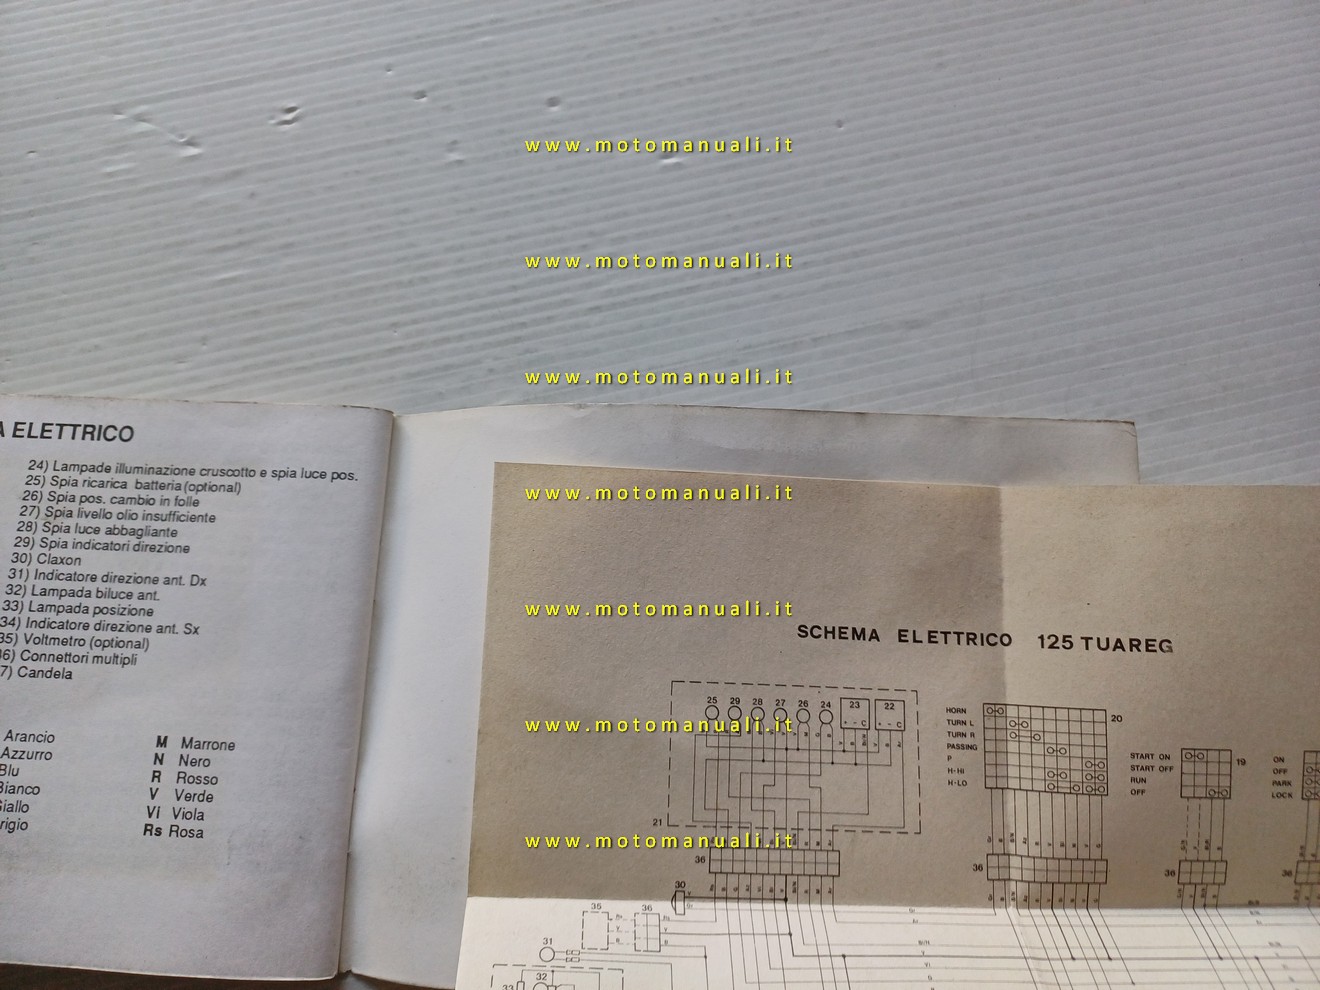 www.motomanuali.it
www.motomanuali.it
www.motomanuali.it
www.motomanuali.it
www.motomanuali.it
www.motomanuali.it
www.motomanuali.it
A ELETTRICO
24) Lampade illuminazione cruscotto e spia luce pos.
25) Spia ricarica batteria (optional)
26) Spia pos. cambio in folle
27) Spia livello olio insufficiente
28) Spia luce abbagliante
29) Spia indicatori direzione
30) Claxon
31) Indicatore direzione ant. Dx
32) Lampada biluce ant.
33) Lampada posizione
34) Indicatore direzione ant. Sx
35) Voltmetro (optional)
36) Connettori multipli
7) Candela
Arancio
Azzurro
Blu
Bianco
Giallo
rigio
M Marrone
N Nero
R Rosso
V Verde
Vi Viola
Rs Rosa
SCHEMA ELETTRICO 125 TUAREG
25 29 28 27 26 24 23 22
21
36
30
35 36
31
32
33
HORN
TURN L
TURN R
PASSING
P
H-HI
H-LO
20
36
START ON
START OFF
RUN
OFF
19
36
ON
OFF
PARK
LOCK
36